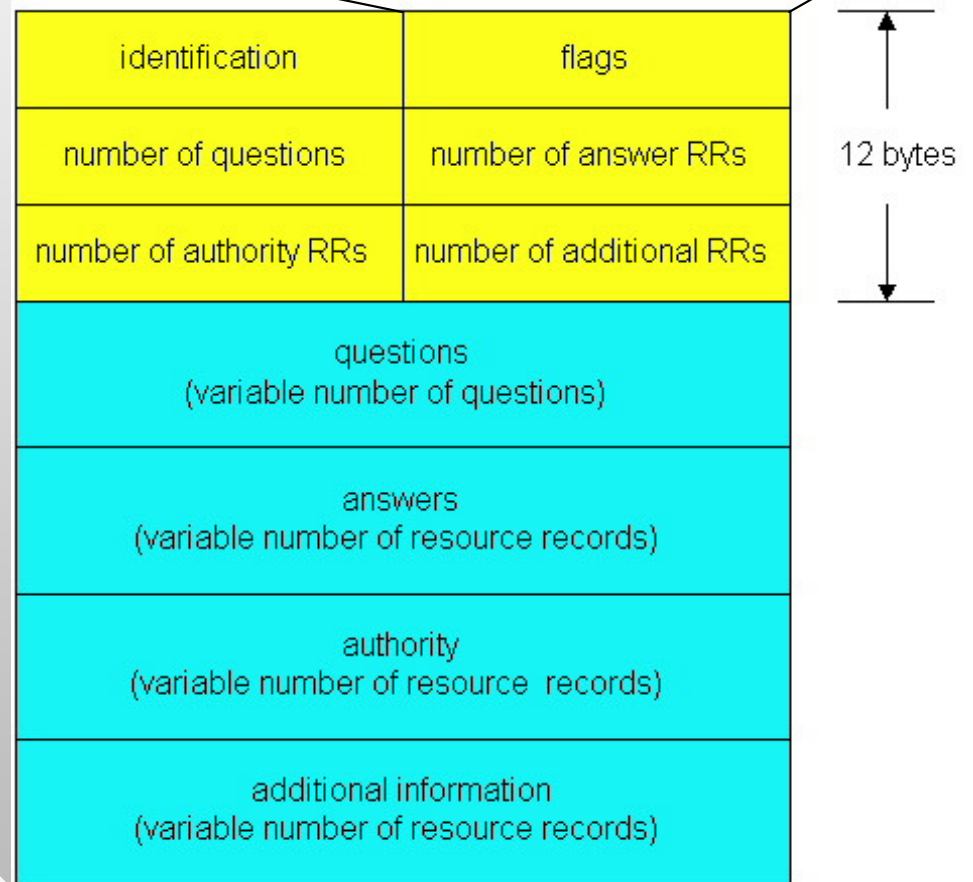 identification
flags
number of questions
number of answer RRs
12 bytes
number of authority RRs
number of additional RRs
questions
(variable number of questions)
answers
(variable number of resource records)
authority
(variable number of resource records)
additional information
(variable number of resource records)